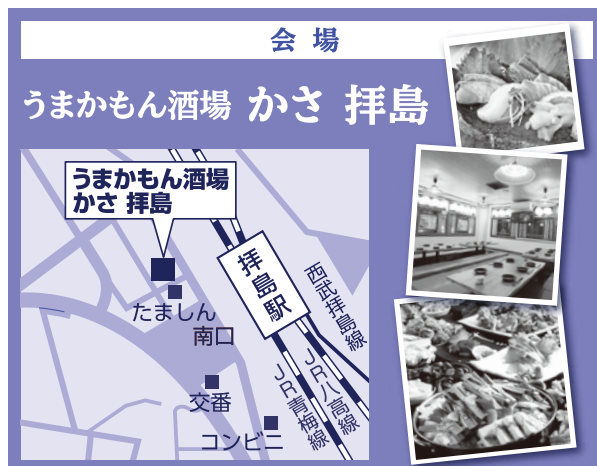 会 場
うまかもん酒場 かさ 拝島
うまかもん酒場
かさ 拝島
拝島駅
西武拝島線
たましん
南口
JR八高線
JR青梅線
交番
コンビニ